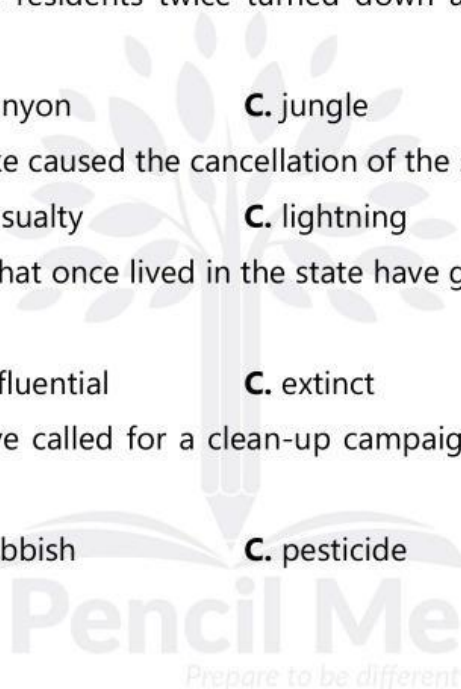 residents twice turned down a
nyon C. jungle
e caused the cancellation of the
sualty C. lightning
hat once lived in the state have g
fluential C. extinct
e called for a clean-up campaig
bbish C. pesticide
Pencil Me
Prepare to be different